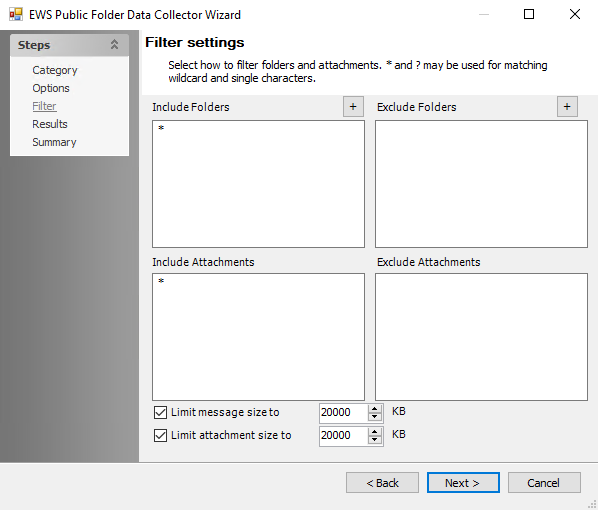 EWS Public Folder Data Collector Wizard
Steps
Category
Options
Filter
Results
Summary
Filter settings
Select how to filter folders and attachments. * and ? may be used for matching
wildcard and single characters.
Include Folders +
Exclude Folders +
*
Include Attachments
Exclude Attachments
*
Limit message size to 20000 KB
Limit attachment size to 20000 KB
< Back Next > Cancel